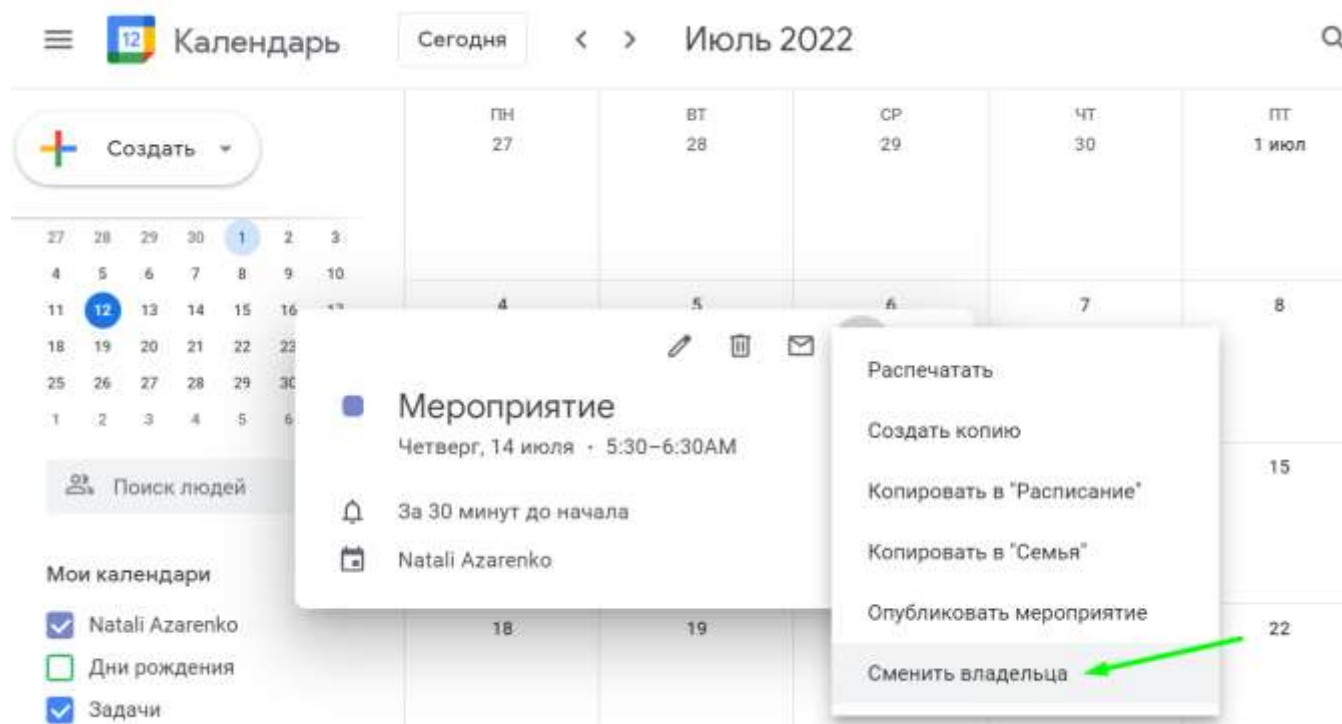 12 Календарь Сегодня < > Июль 2022
Создать
ПН ВТ СР ЧТ ПТ
27 28 29 30 1 июл
27 28 29 30 1 2 3
4 5 6 7 8 9 10
11 12 13 14 15 16 17
18 19 20 21 22 23
25 26 27 28 29 30
1 2 3 4 5 6
4 5 6 7 8
Мероприятие
Четверг, 14 июля · 5:30–6:30AM
За 30 минут до начала
Natali Azarenko
Распечатать
Создать копию
Копировать в "Расписание"
Копировать в "Семья"
Опубликовать мероприятие
Сменить владельца
15
18 19 22
Поиск людей
Мои календари
Natali Azarenko
Дни рождения
Задачи